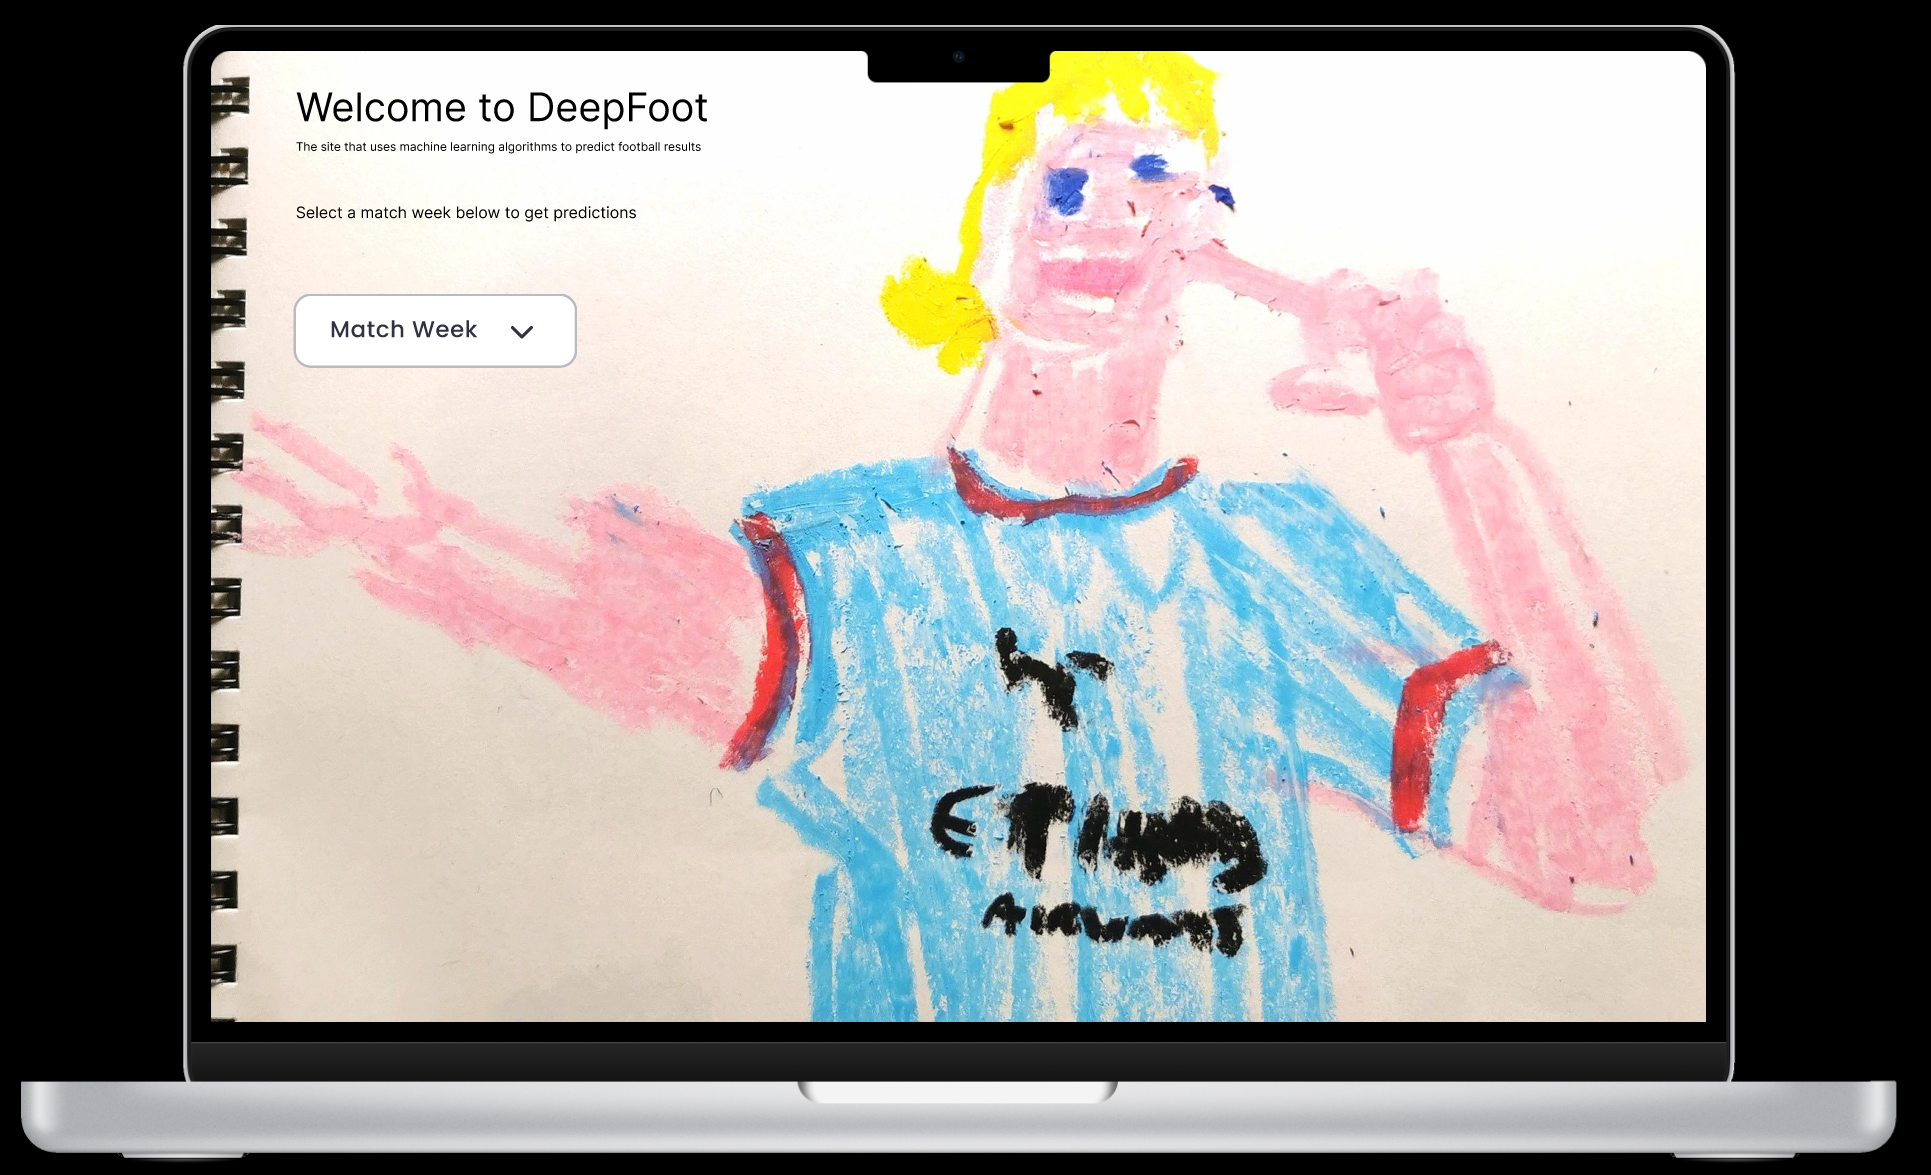 Welcome to DeepFoot
The site that uses machine learning algorithms to predict football results
Select a match week below to get predictions
Match Week